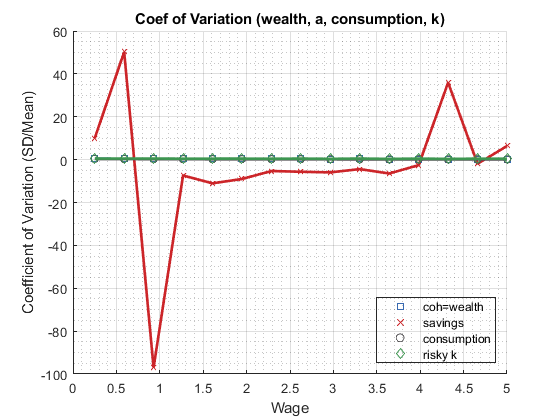 Coef of Variation (wealth, a, consumption, k)
60
40
20
0
-20
-40
-60
-80
-100
Coefficient of Variation (SD/Mean)
coh=wealth
savings
consumption
risky k
0 0.5 1 1.5 2 2.5 3 3.5 4 4.5 5
Wage